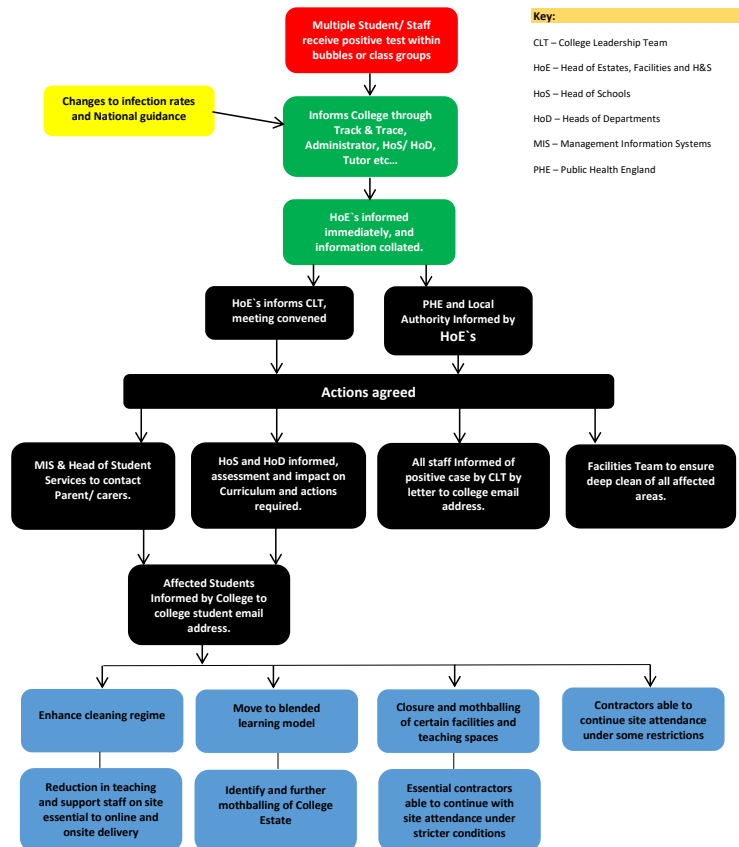 Multiple Student/ Staff
receive positive test within
bubbles or class groups
Key:
CLT – College Leadership Team
HoE – Head of Estates, Facilities and H&S
HoS – Head of Schools
HoD – Heads of Departments
MIS – Management Information Systems
PHE – Public Health England
Changes to infection rates
and National guidance
Informs College through
Track & Trace,
Administrator, HoS/ HoD,
Tutor etc...
HoE`s informed
immediately, and
information collated.
HoE`s informs CLT,
meeting convened
PHE and Local
Authority Informed by
HoE`s
Actions agreed
MIS & Head of Student
Services to contact
Parent/ carers.
HoS and HoD informed,
assessment and impact on
Curriculum and actions
required.
All staff Informed of
positive case by CLT by
letter to college email
address.
Facilities Team to ensure
deep clean of all affected
areas.
Affected Students
Informed by College to
college student email
address.
Enhance cleaning regime
Move to blended
learning model
Closure and mothballing
of certain facilities and
teaching spaces
Contractors able to
continue site attendance
under some restrictions
Reduction in teaching
and support staff on site
essential to online and
onsite delivery
Identify and further
mothballing of College
Estate
Essential contractors
able to continue with
site attendance under
stricter conditions